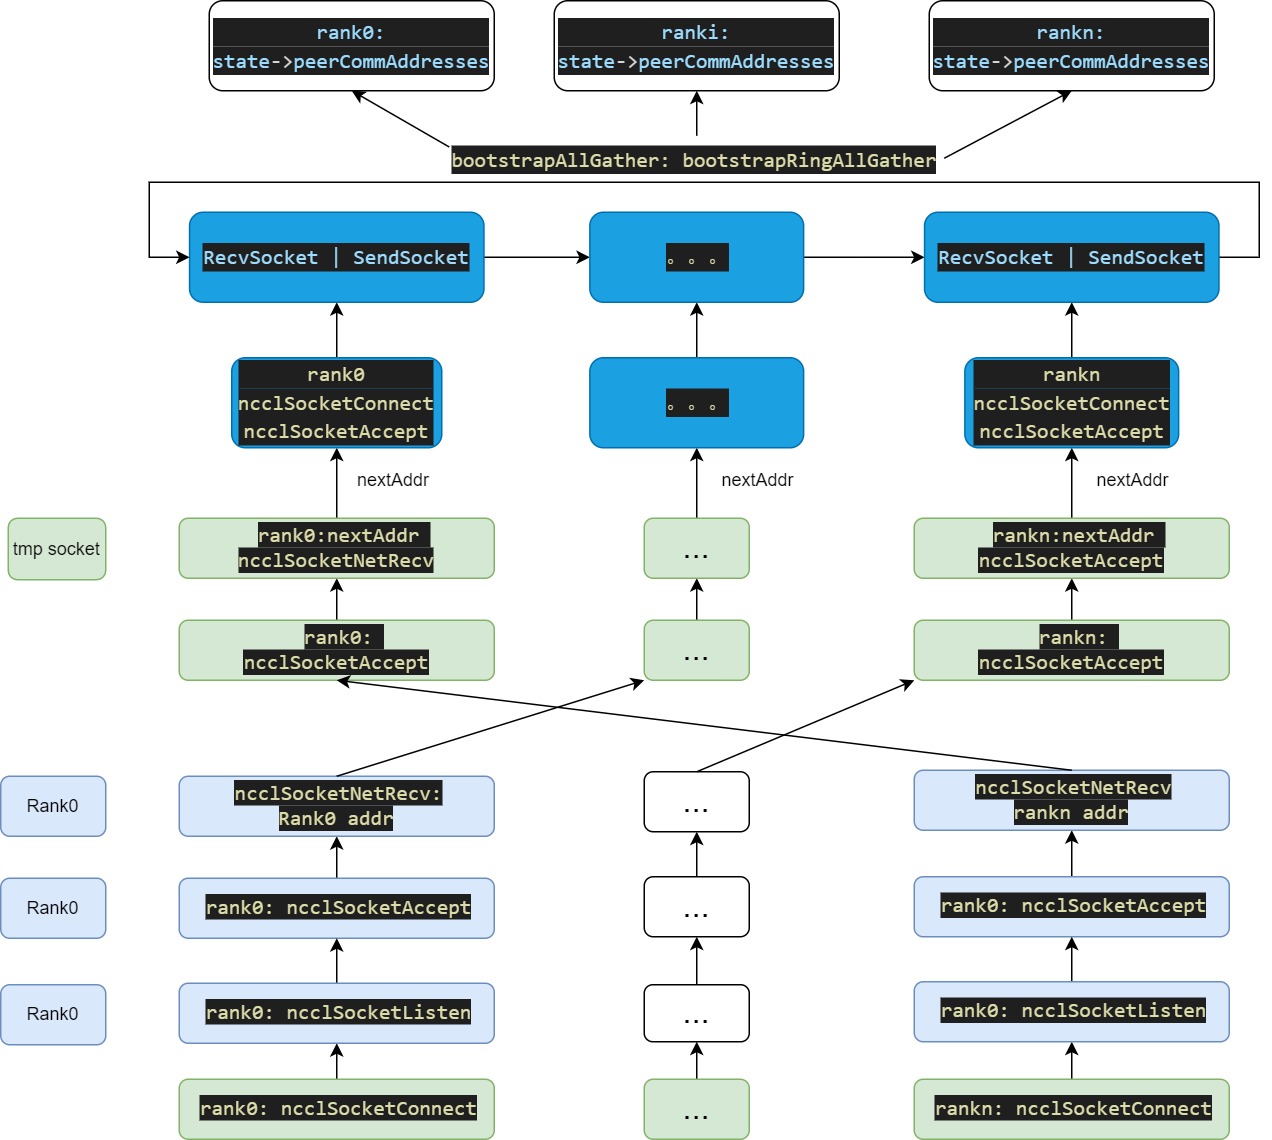 rank0:
state->peerCommAddresses
ranki:
state->peerCommAddresses
rankn:
state->peerCommAddresses
bootstrapAllGather: bootstrapRingAllGather
RecvSocket | SendSocket
。。。
RecvSocket | SendSocket
rank0
ncclSocketConnect
ncclSocketAccept
。。。
rankn
ncclSocketConnect
ncclSocketAccept
nextAddr
nextAddr
nextAddr
tmp socket
rank0:nextAddr
ncclSocketNetRecv
...
rankn:nextAddr
ncclSocketAccept
rank0:
ncclSocketAccept
...
rankn:
ncclSocketAccept
Rank0
ncclSocketNetRecv:
Rank0 addr
...
ncclSocketNetRecv
rankn addr
Rank0
rank0: ncclSocketAccept
...
rank0: ncclSocketAccept
Rank0
rank0: ncclSocketListen
...
rank0: ncclSocketListen
rank0: ncclSocketConnect
...
rankn: ncclSocketConnect